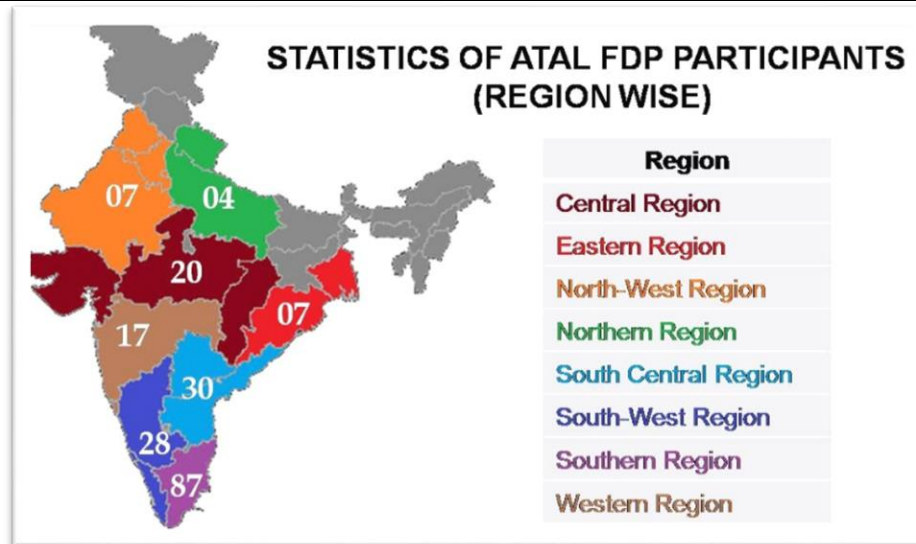 STATISTICS OF ATAL FDP PARTICIPANTS
(REGION WISE)
Region
Central Region
Eastern Region
North-West Region
Northern Region
South Central Region
South-West Region
Southern Region
Western Region
07
04
20
07
17
30
28
87